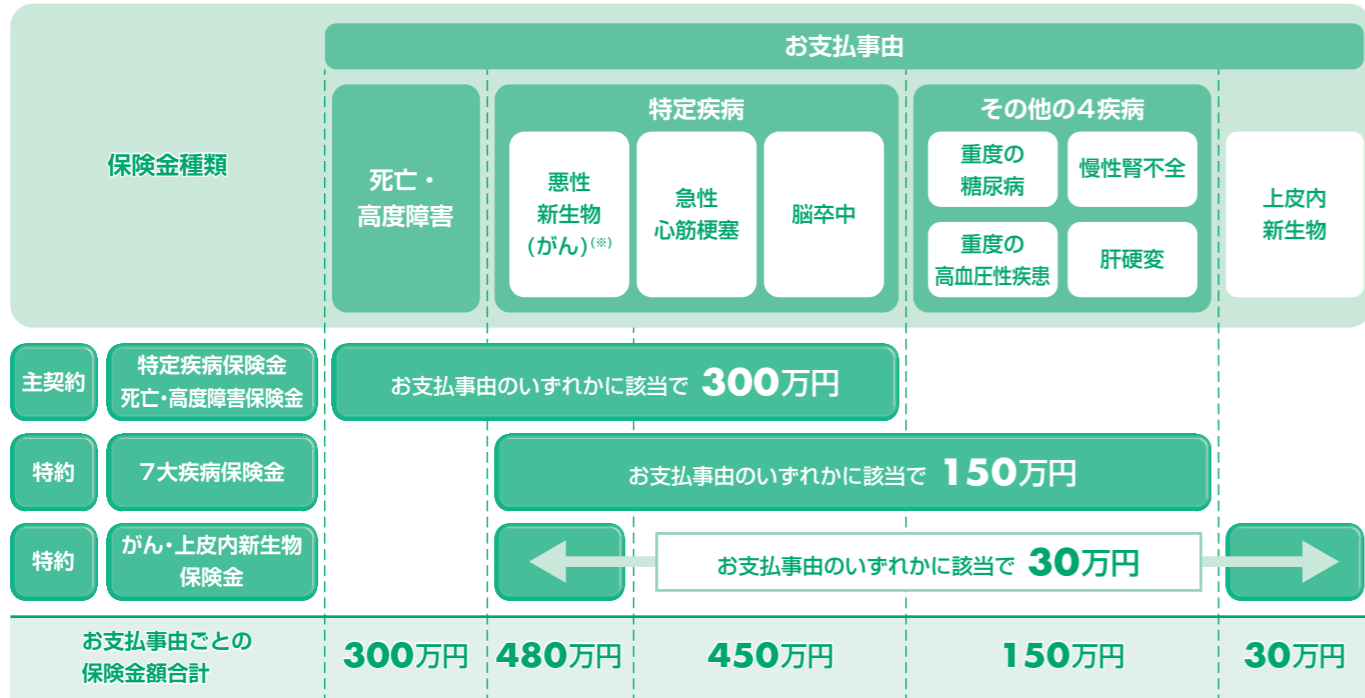 お支払事由
保険金種類
死亡・
高度障害
特定疾病
悪性
新生物
(がん)(※)
急性
心筋梗塞
脳卒中
その他の4疾病
重度の
糖尿病
慢性腎不全
重度の
高血圧性疾患
肝硬変
上皮内
新生物
主契約
特定疾病保険金
死亡・高度障害保険金
お支払事由のいずれかに該当で 300万円
特約
7大疾病保険金
お支払事由のいずれかに該当で 150万円
特約
がん・上皮内新生物
保険金
お支払事由のいずれかに該当で 30万円
お支払事由ごとの
保険金額合計
300万円
480万円
450万円
150万円
30万円